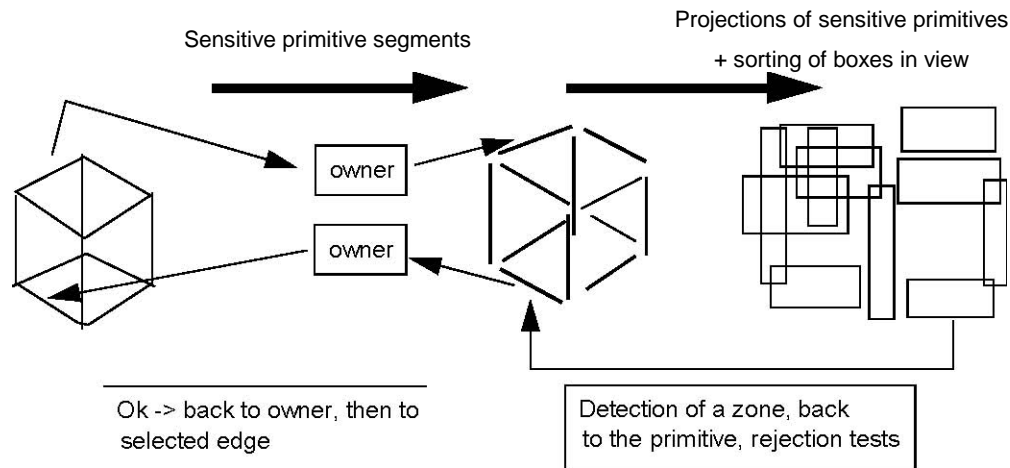 Sensitive primitive segments
Projections of sensitive primitives
+ sorting of boxes in view
owner
owner
Ok -> back to owner, then to
selected edge
Detection of a zone, back
to the primitive, rejection tests